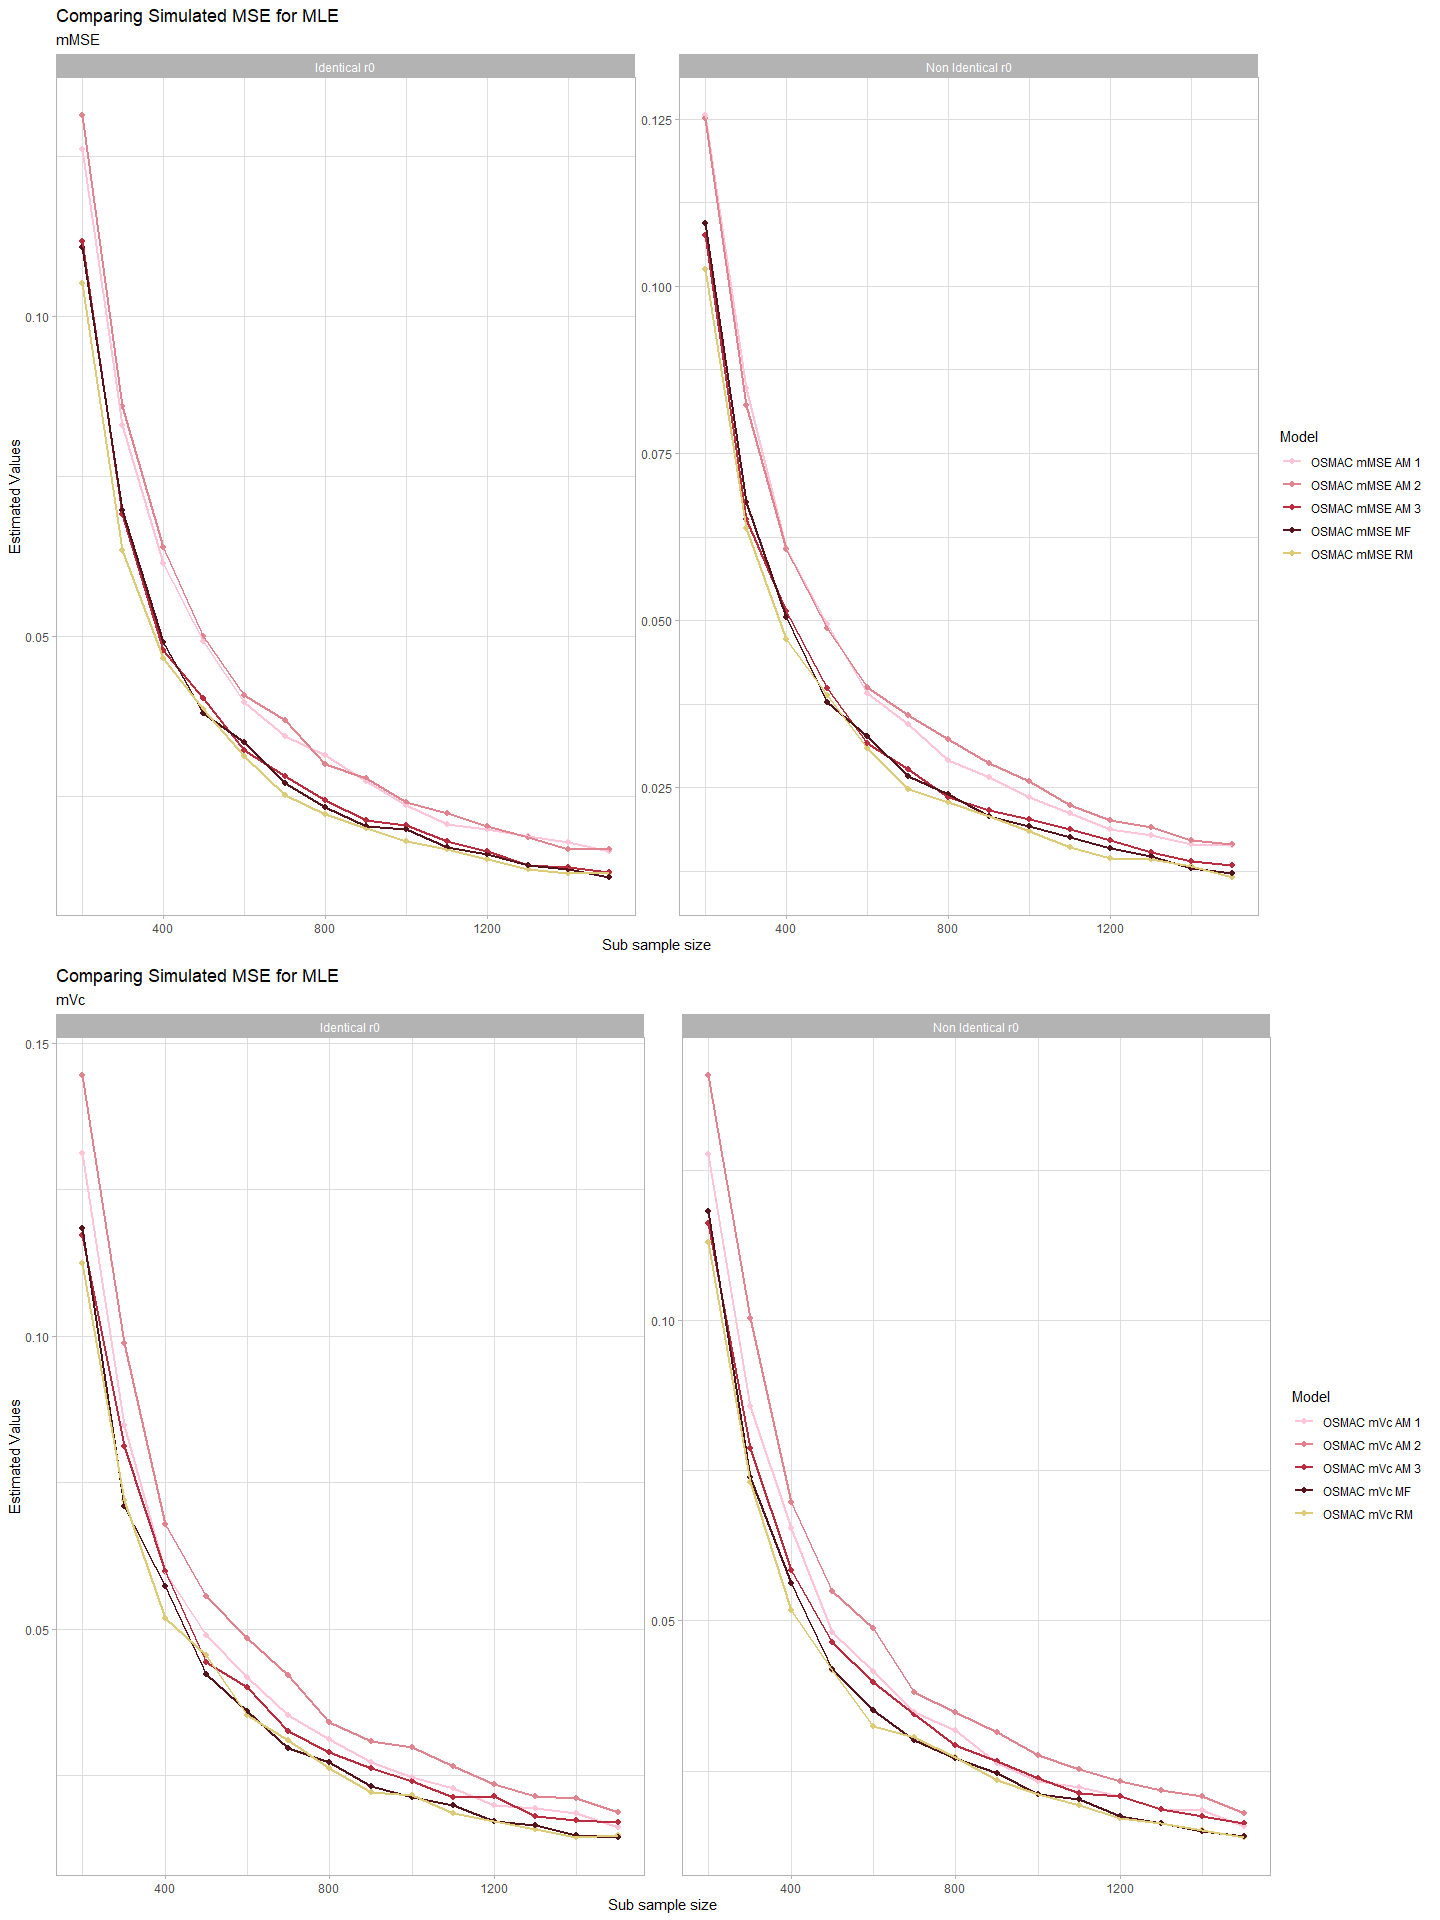 Comparing Simulated MSE for MLE
mMSE
Identical r0
Non Identical r0
Estimated Values
0.10
0.05
0.125
0.100
0.075
0.050
0.025
400 800 1200
400 800 1200
Sub sample size
Model
OSMAC mMSE AM 1
OSMAC mMSE AM 2
OSMAC mMSE AM 3
OSMAC mMSE MF
OSMAC mMSE RM
Comparing Simulated MSE for MLE
mVc
Identical r0
Non Identical r0
Estimated Values
0.15
0.10
0.05
0.10
0.05
400 800 1200
400 800 1200
Sub sample size
Model
OSMAC mVc AM 1
OSMAC mVc AM 2
OSMAC mVc AM 3
OSMAC mVc MF
OSMAC mVc RM